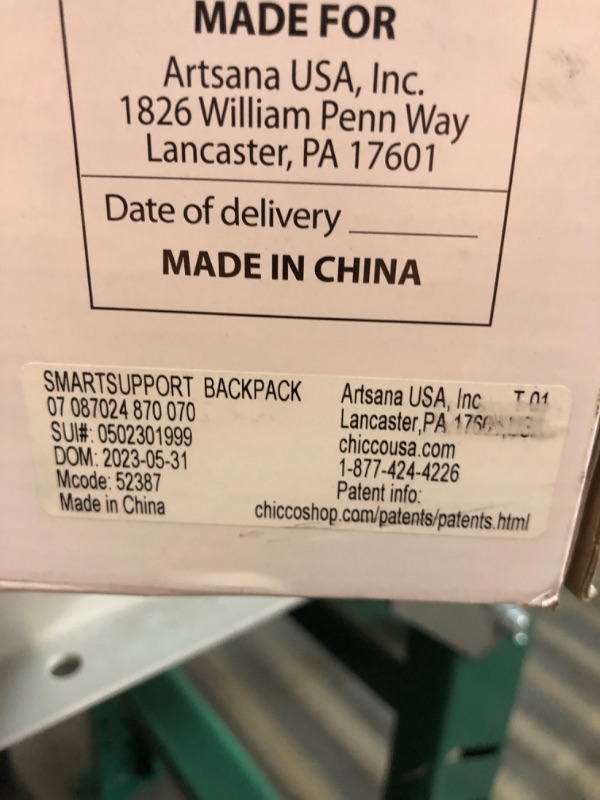 MADE FOR
Artsana USA, Inc.
1826 William Penn Way
Lancaster, PA 17601
Date of delivery
MADE IN CHINA
SMARTSUPPORT BACKPACK
07 087024 870 070
SUI#: 0502301999
DOM: 2023-05-31
Mcode: 52387
Made in China
Artsana USA, Inc T 01
Lancaster,PA
chiccousa.com
1-877-424-4226
Patent info:
chiccoshop.com/patents/patents.html